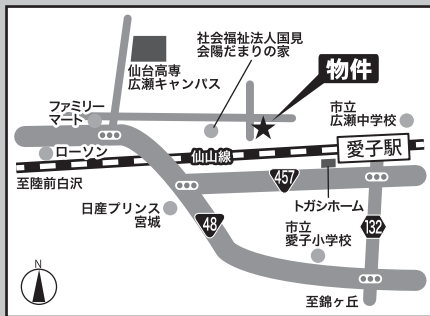 社会福祉法人国見
会陽だまりの家
仙台高専
広瀬キャンパス
物件
ファミリー
マート
市立
広瀬中学校
ローソン
仙山線
愛子駅
至陸前白沢
457
トガシホーム
日産プリンス
宮城
48
市立
愛子小学校
132
N
至錦ヶ丘